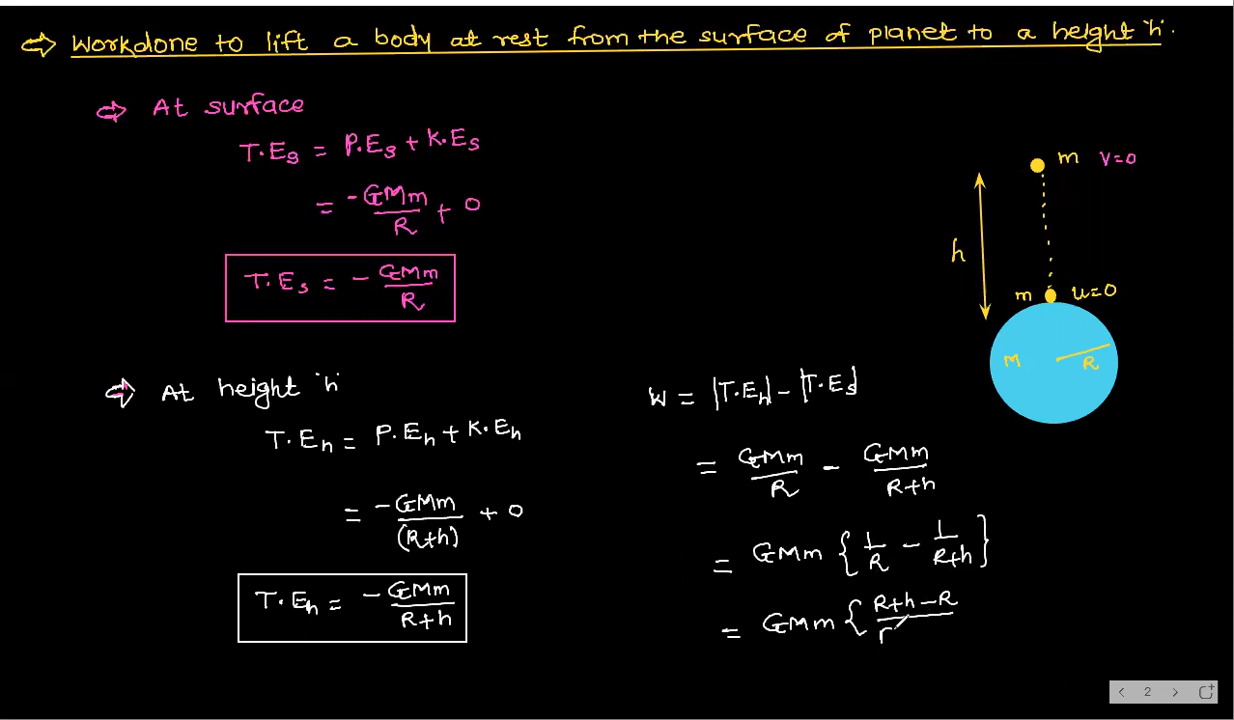 ⇒ Workdone to lift a body at rest from the surface of planet to a height 'h'.
⇒ At surface
T.Es = P.Es + K.Es
= -GMm/R + 0
T.Es = - GMm/R
m V=0
h
m u=0
M R
⇒ At height 'h'
T.Eh = P.Eh + K.Eh
= -GMm/(R+h) + 0
T.Eh = -GMm/R+h
W = |T.Eh| - |T.Es|
= GMm/R - GMm/R+h
= GMm { 1/R - 1/R+h }
= GMm { R+h-R/
< 2 >